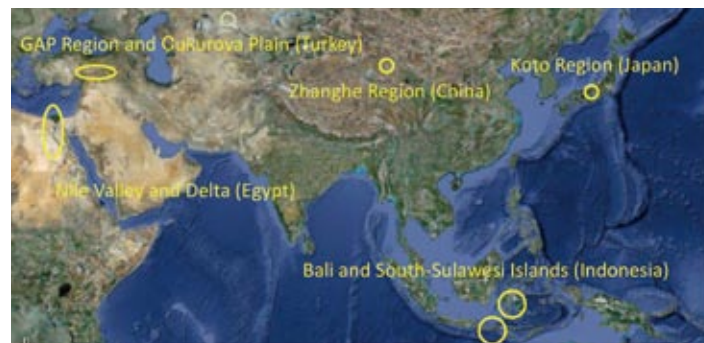 GAP Region and Cukurova Plain (Turkey)
Koto Region (Japan)
Zhanghe Region (China)
Nile Valley and Delta (Egypt)
Bali and South-Sulawesi Islands (Indonesia)